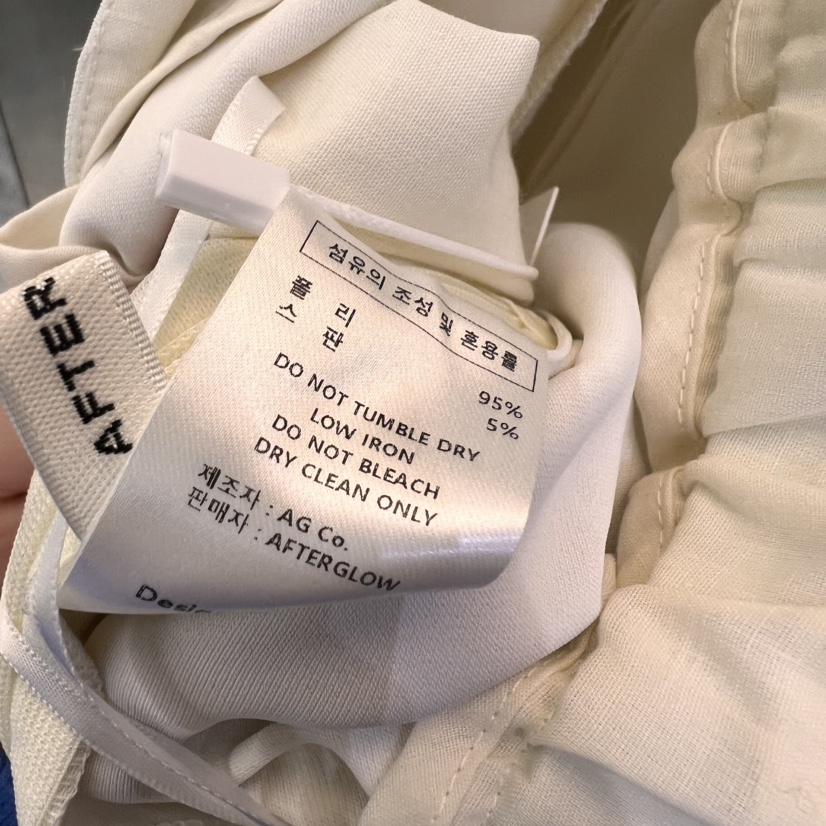 섬유의 조성 및 혼용률
폴 리 95%
스 판 5%
DO NOT TUMBLE DRY
LOW IRON
DO NOT BLEACH
DRY CLEAN ONLY
제조자 : AG Co.
판매자 : AFTERGLOW
AFTER